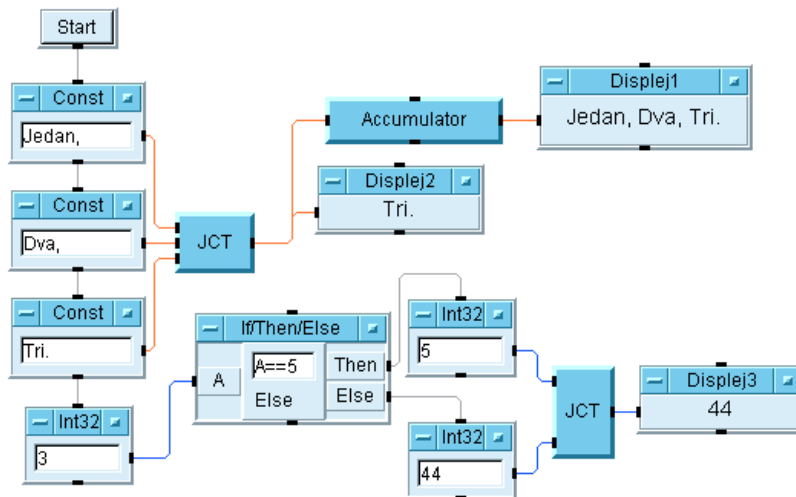 Start
Const
Jedan,
Const
Dva,
Const
Tri.
Int32
3
JCT
Accumulator
Displej1
Jedan, Dva, Tri.
Displej2
Tri.
If/Then/Else
A
A==5
Then
Else
Else
Int32
5
Int32
44
JCT
Displej3
44